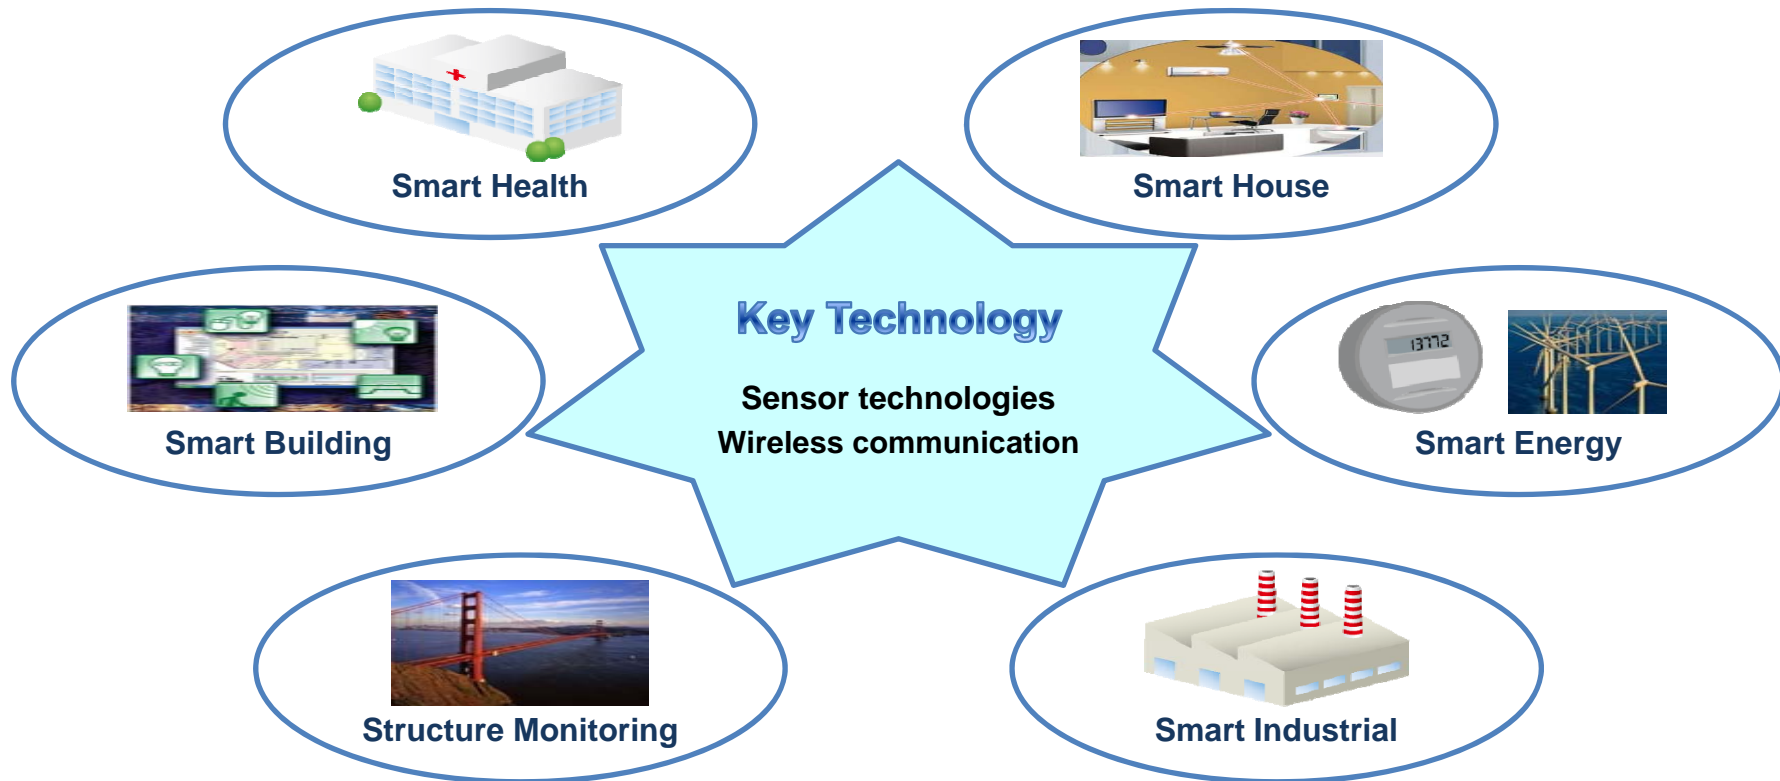 Smart Health
Smart House
Key Technology
Sensor technologies
Wireless communication
Smart Building
13772
Smart Energy
Structure Monitoring
Smart Industrial